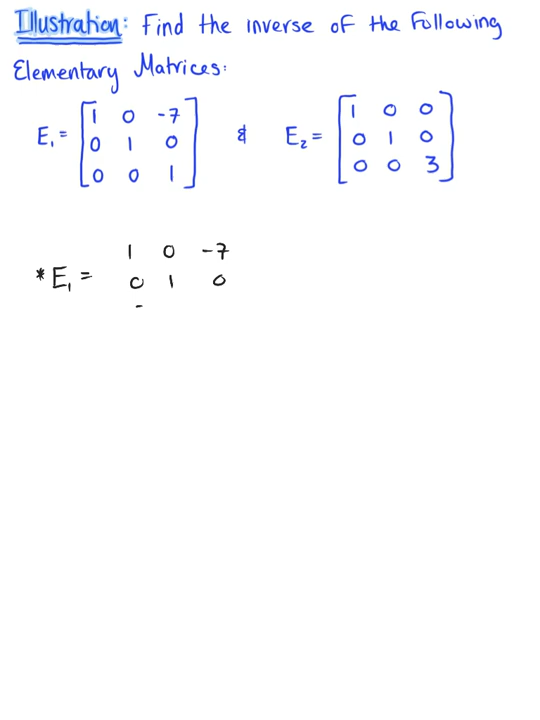 Illustration: Find the inverse of the following
Elementary Matrices:
E₁ = [1 0 -7
0 1 0
0 0 1] & E₂ = [1 0 0
0 1 0
0 0 3]
* E₁ = 1 0 -7
0 1 0
-